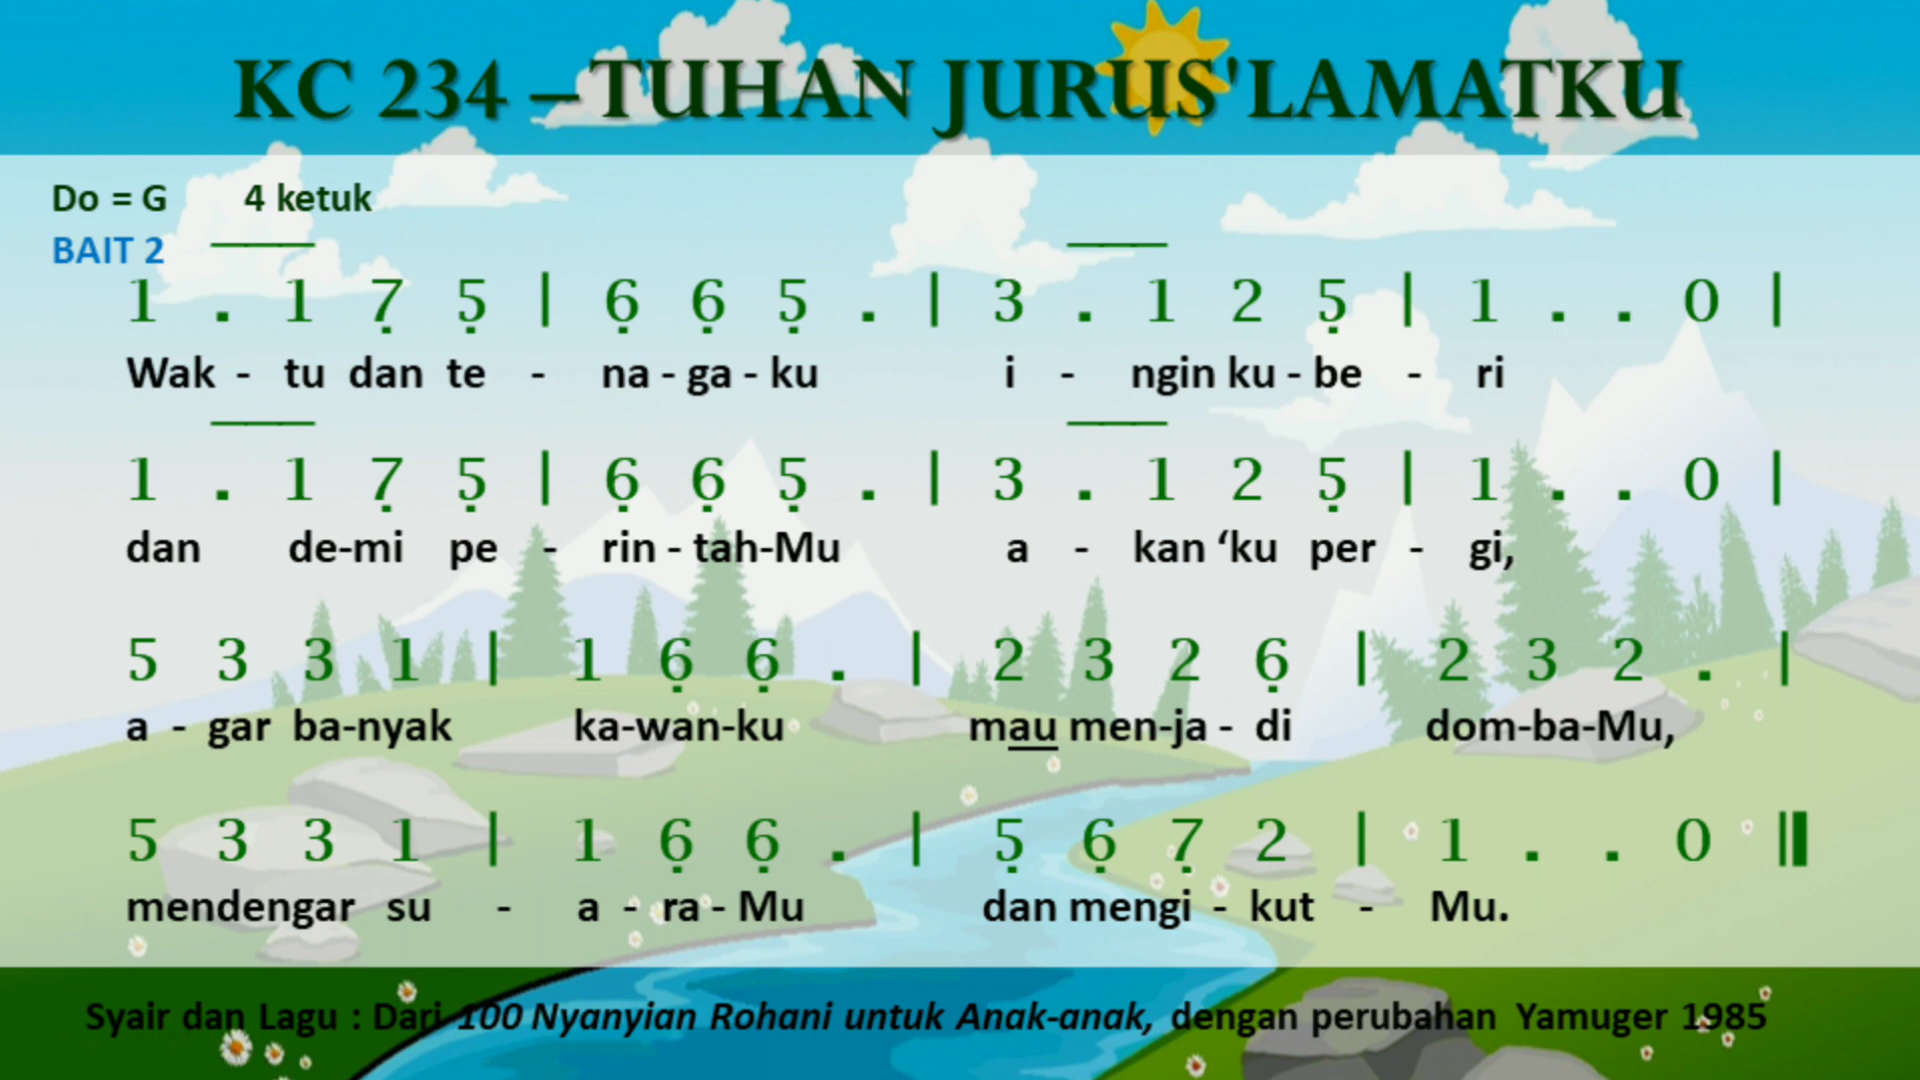 KC 234 – TUHAN JURUS'LAMATKU
Do = G 4 ketuk
BAIT 2
1 . 1 7̣ 5̣ | 6̣ 6̣ 5̣ . | 3 . 1 2 5̣ | 1 . . 0 |
Wak - tu dan te - na - ga - ku i - ngin ku - be - ri
1 . 1 7̣ 5̣ | 6̣ 6̣ 5̣ . | 3 . 1 2 5̣ | 1 . . 0 |
dan de-mi pe - rin - tah-Mu a - kan ‘ku per - gi,
5 3 3 1 | 1 6̣ 6̣ . | 2 3 2 6̣ | 2 3 2 . |
a - gar ba-nyak ka-wan-ku mau men-ja - di dom-ba-Mu,
5 3 3 1 | 1 6̣ 6̣ . | 5̣ 6̣ 7̣ 2 | 1 . . 0 ||
mendengar su - a - ra - Mu dan mengi - kut - Mu.
Syair dan Lagu : Dari 100 Nyanyian Rohani untuk Anak-anak, dengan perubahan Yamuger 1985